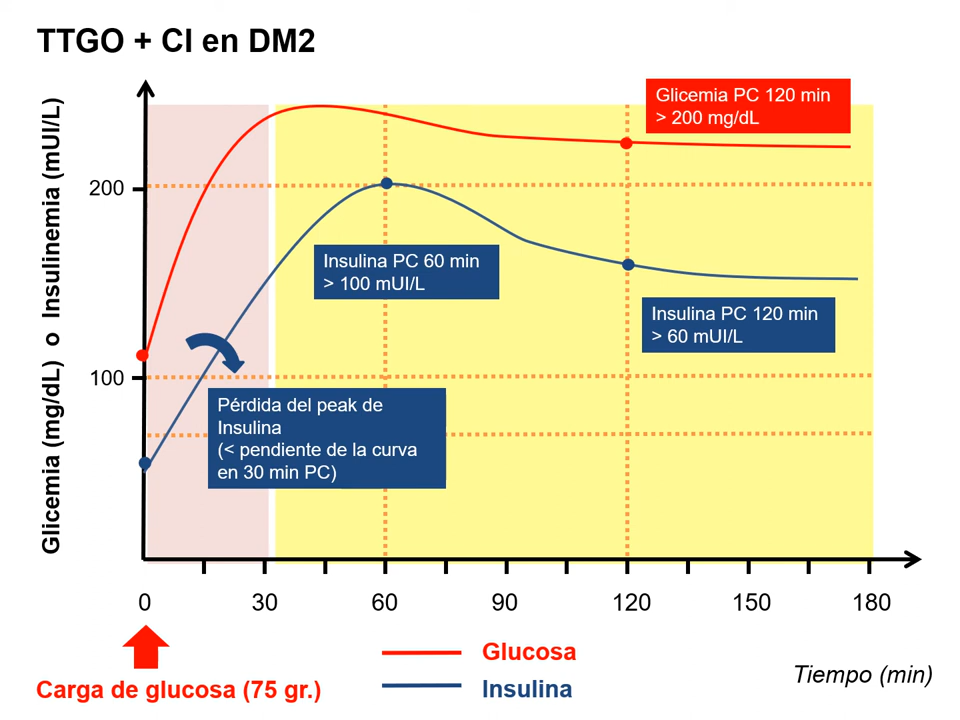 TTGO + CI en DM2
Glicemia (mg/dL) o Insulinemia (mUI/L)
Glicemia PC 120 min
> 200 mg/dL
200
Insulina PC 60 min
> 100 mUI/L
Insulina PC 120 min
> 60 mUI/L
100
Pérdida del peak de
Insulina
(< pendiente de la curva
en 30 min PC)
0 30 60 90 120 150 180
Glucosa
Tiempo (min)
Carga de glucosa (75 gr.)
Insulina